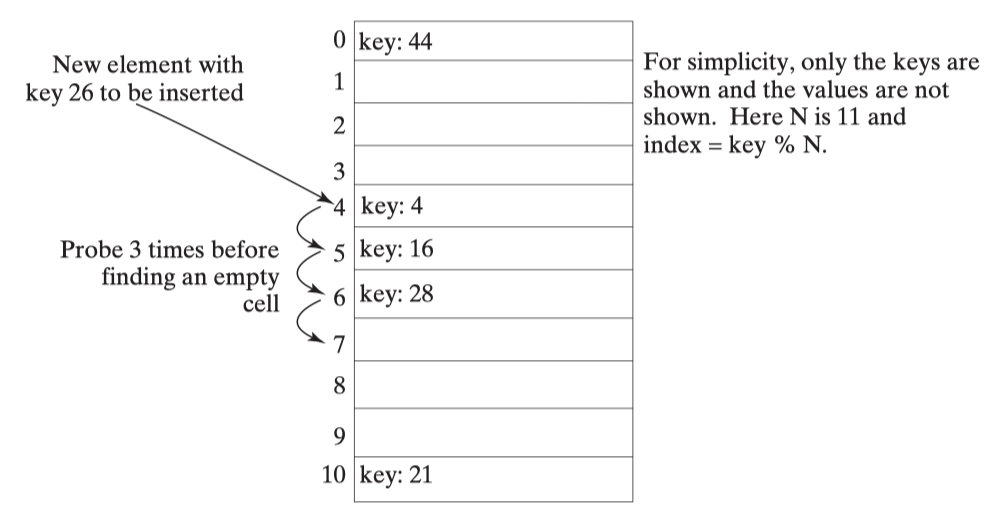 New element with
key 26 to be inserted
0 key: 44
1
2
3
4 key: 4
5 key: 16
6 key: 28
7
8
9
10 key: 21
Probe 3 times before
finding an empty
cell
For simplicity, only the keys are
shown and the values are not
shown. Here N is 11 and
index = key % N.